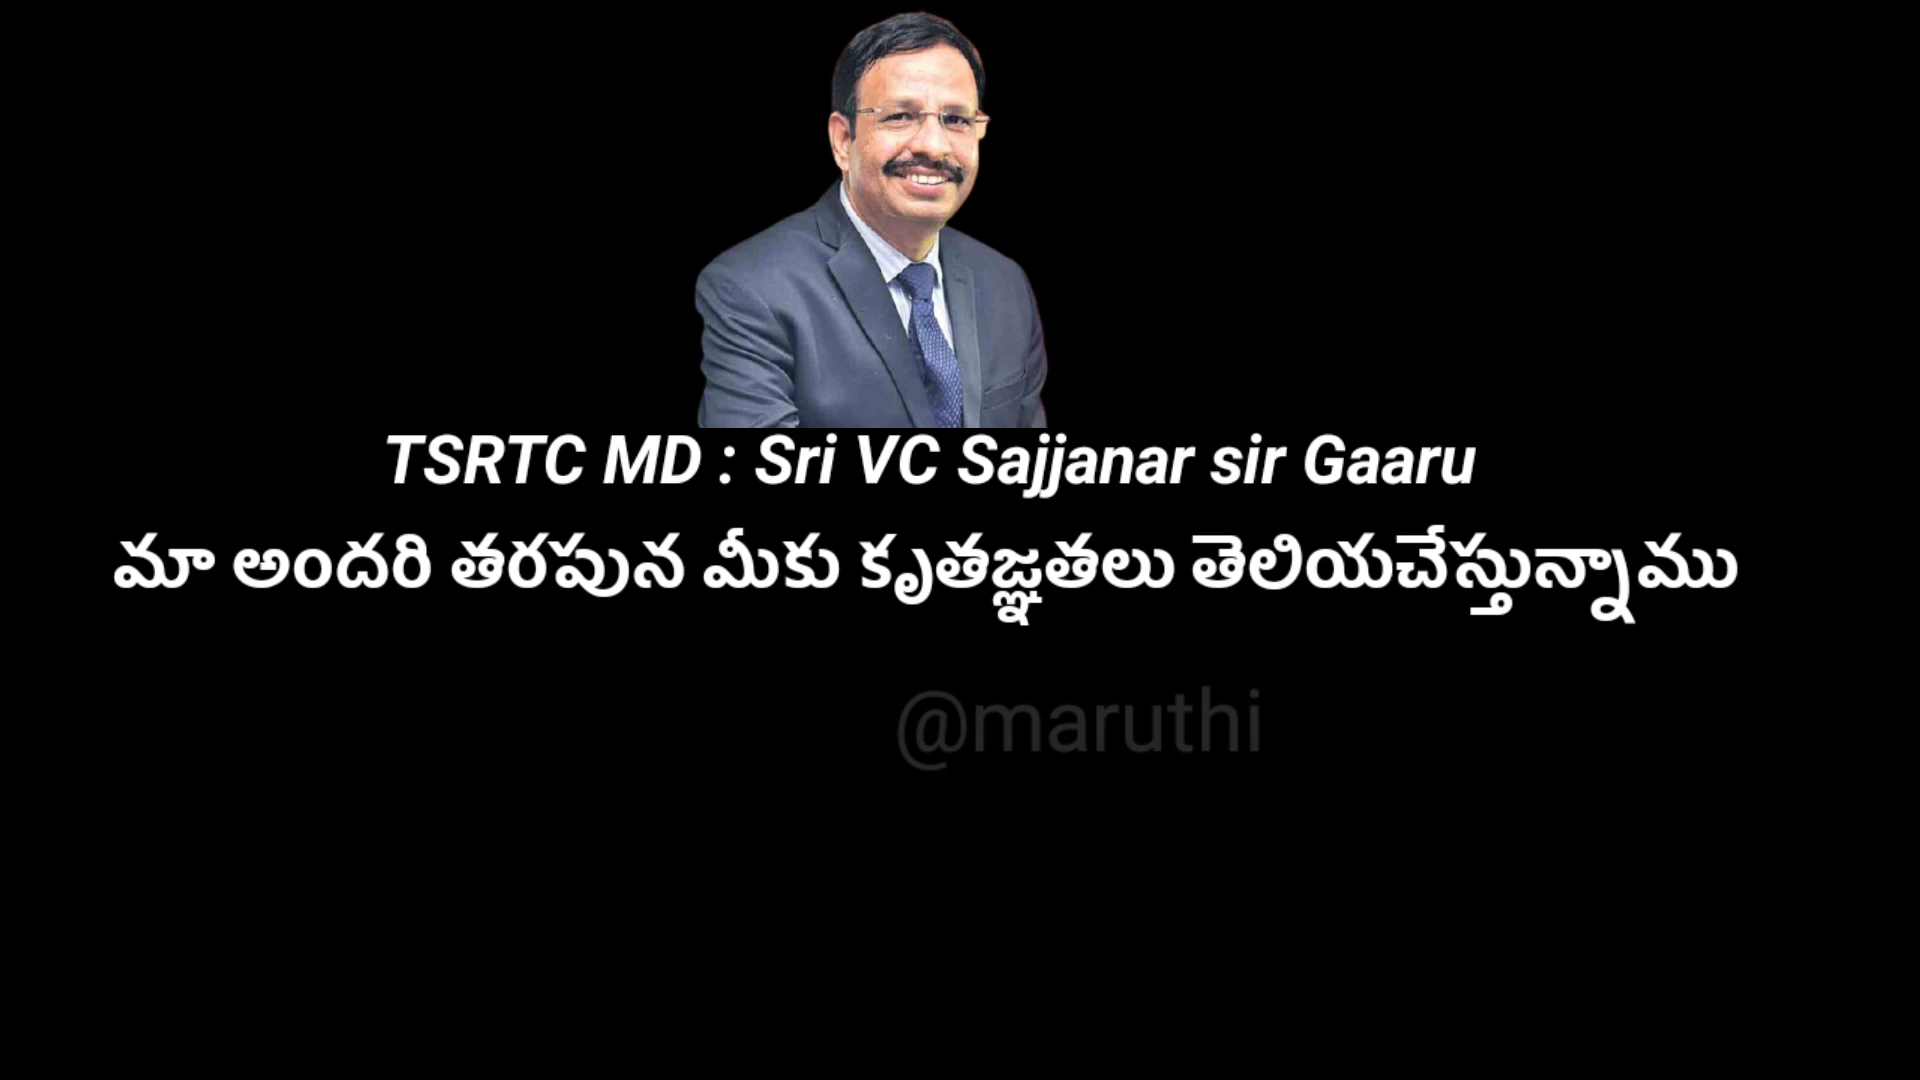 TSRTC MD : Sri VC Sajjanar sir Gaaru
మా అందరి తరపున మీకు కృతజ్ఞతలు తెలియచేస్తున్నాము
@maruthi